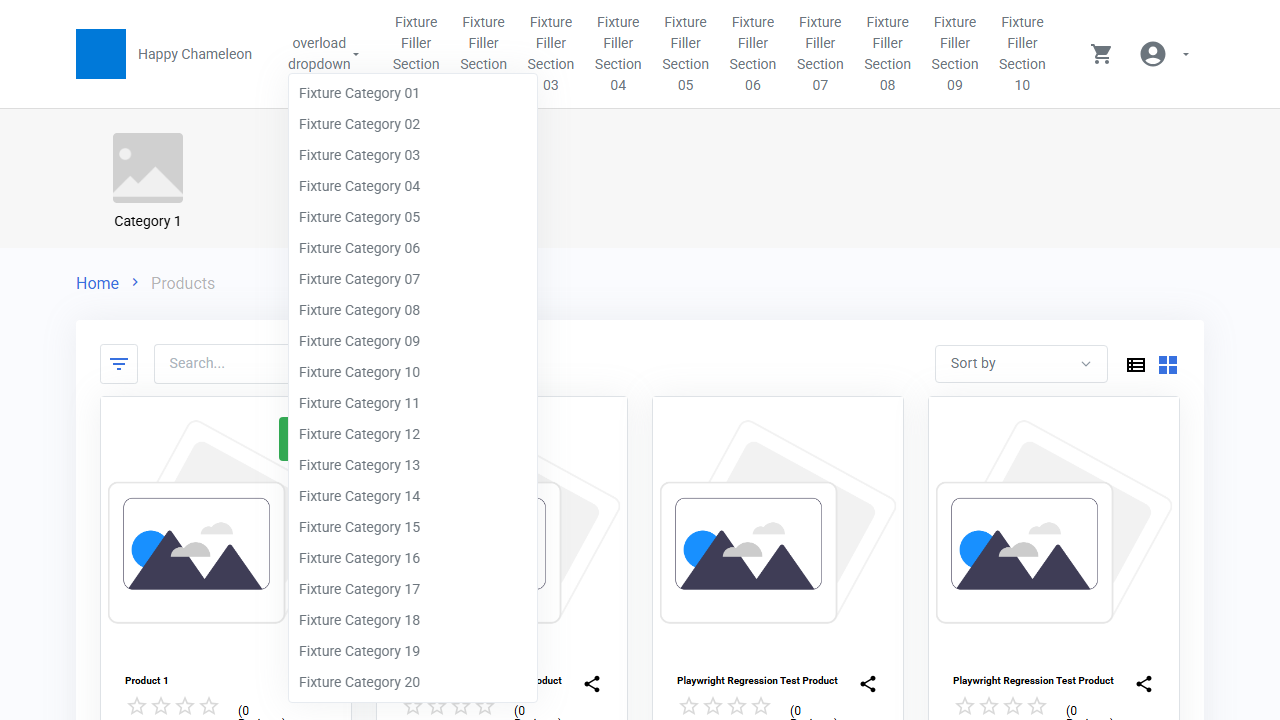 Happy Chameleon
overload
dropdown
Fixture
Filler
Section
Fixture
Filler
Section
Fixture
Filler
Section
03
Fixture
Filler
Section
04
Fixture
Filler
Section
05
Fixture
Filler
Section
06
Fixture
Filler
Section
07
Fixture
Filler
Section
08
Fixture
Filler
Section
09
Fixture
Filler
Section
10
Fixture Category 01
Fixture Category 02
Fixture Category 03
Fixture Category 04
Fixture Category 05
Fixture Category 06
Fixture Category 07
Fixture Category 08
Fixture Category 09
Fixture Category 10
Fixture Category 11
Fixture Category 12
Fixture Category 13
Fixture Category 14
Fixture Category 15
Fixture Category 16
Fixture Category 17
Fixture Category 18
Fixture Category 19
Fixture Category 20
Category 1
Home
Products
Search...
Sort by
Product 1
(0
Playwright Regression Test Product
(0
Playwright Regression Test Product
(0
(0